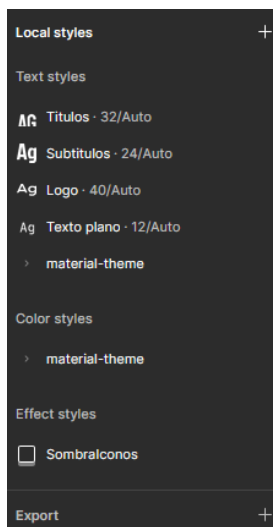 Local styles
Text styles
Ag Titulos · 32/Auto
Ag Subtitulos · 24/Auto
Ag Logo · 40/Auto
Ag Texto plano · 12/Auto
material-theme
Color styles
material-theme
Effect styles
SombraIconos
Export